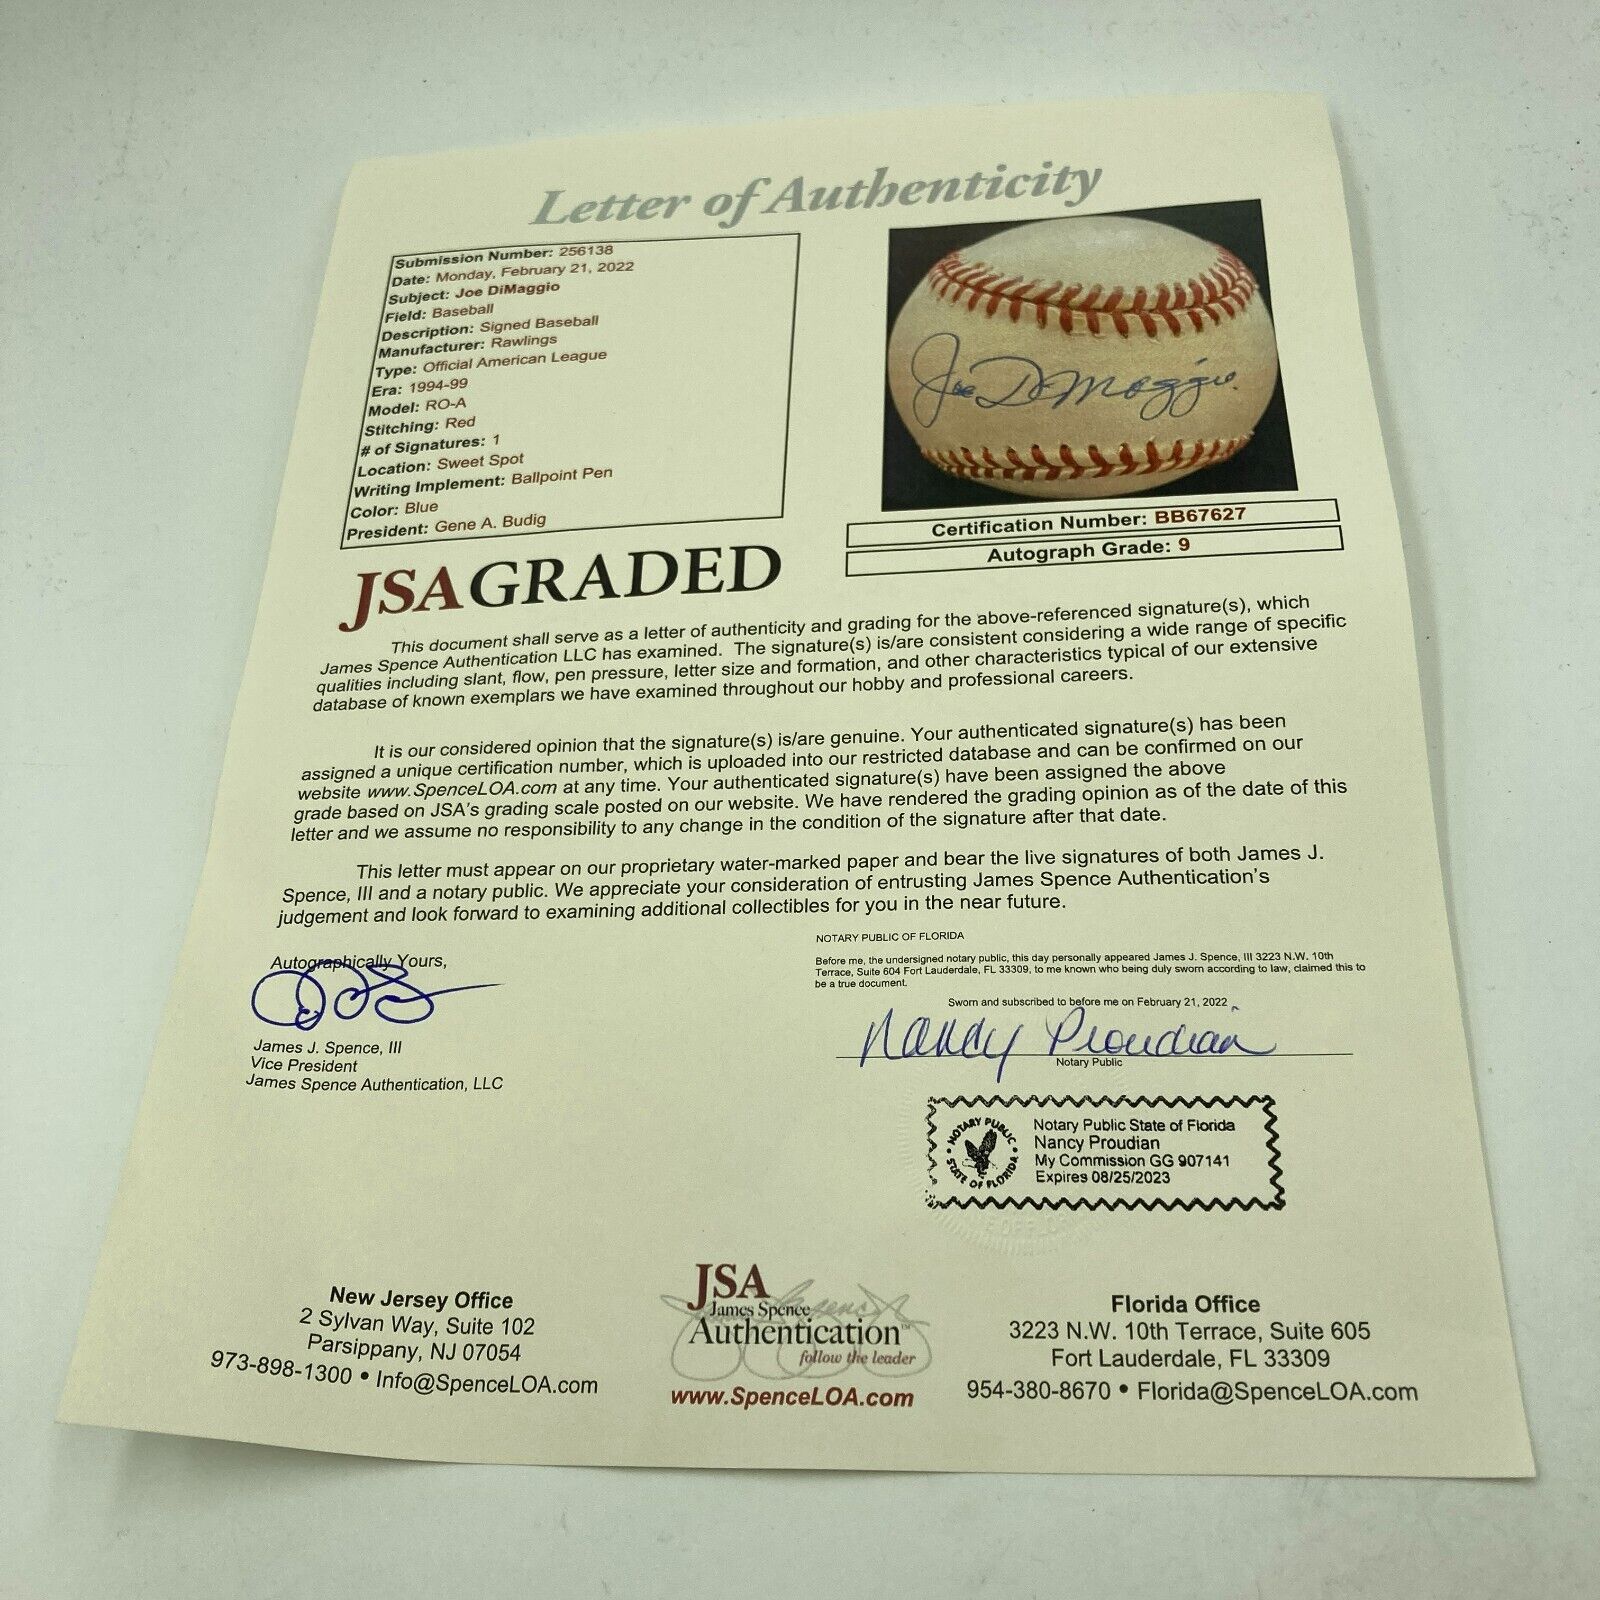 Letter of Authenticity
Submission Number: 256138
Date: Monday, February 21, 2022
Subject: Joe DiMaggio
Field: Baseball
Description: Signed Baseball
Manufacturer: Rawlings
Type: Official American League
Era: 1994-99
Model: RO-A
Stitching: Red
# of Signatures: 1
Location: Sweet Spot
Writing Implement: Ballpoint Pen
Color: Blue
President: Gene A. Budig
Joe DiMaggio
Certification Number: BB67627
Autograph Grade: 9
JSA GRADED
This document shall serve as a letter of authenticity and grading for the above-referenced signature(s), which
James Spence Authentication LLC has examined. The signature(s) is/are consistent considering a wide range of specific
qualities including slant, flow, pen pressure, letter size and formation, and other characteristics typical of our extensive
database of known exemplars we have examined throughout our hobby and professional careers.
It is our considered opinion that the signature(s) is/are genuine. Your authenticated signature(s) has been
assigned a unique certification number, which is uploaded into our restricted database and can be confirmed on our
website www.SpenceLOA.com at any time. Your authenticated signature(s) have been assigned the above
grade based on JSA's grading scale posted on our website. We have rendered the grading opinion as of the date of this
letter and we assume no responsibility to any change in the condition of the signature after that date.
This letter must appear on our proprietary water-marked paper and bear the live signatures of both James J.
Spence, III and a notary public. We appreciate your consideration of entrusting James Spence Authentication's
judgement and look forward to examining additional collectibles for you in the near future.
Autographically Yours,
James J. Spence, III
Vice President
James Spence Authentication, LLC
NOTARY PUBLIC OF FLORIDA
Before me, the undersigned notary public, this day personally appeared James J. Spence, III 3223 N.W. 10th
Terrace, Suite 604 Fort Lauderdale, FL 33309, to me known who being duly sworn according to law, claimed this to
be a true document.
Sworn and subscribed to before me on February 21, 2022
Nancy Proudian
Notary Public
NOTARY PUBLIC
STATE OF FLORIDA
Notary Public State of Florida
Nancy Proudian
My Commission GG 907141
Expires 08/25/2023
New Jersey Office
2 Sylvan Way, Suite 102
Parsippany, NJ 07054
973-898-1300 • Info@SpenceLOA.com
JSA
James Spence
Authentication™
follow the leader
www.SpenceLOA.com
Florida Office
3223 N.W. 10th Terrace, Suite 605
Fort Lauderdale, FL 33309
954-380-8670 • Florida@SpenceLOA.com